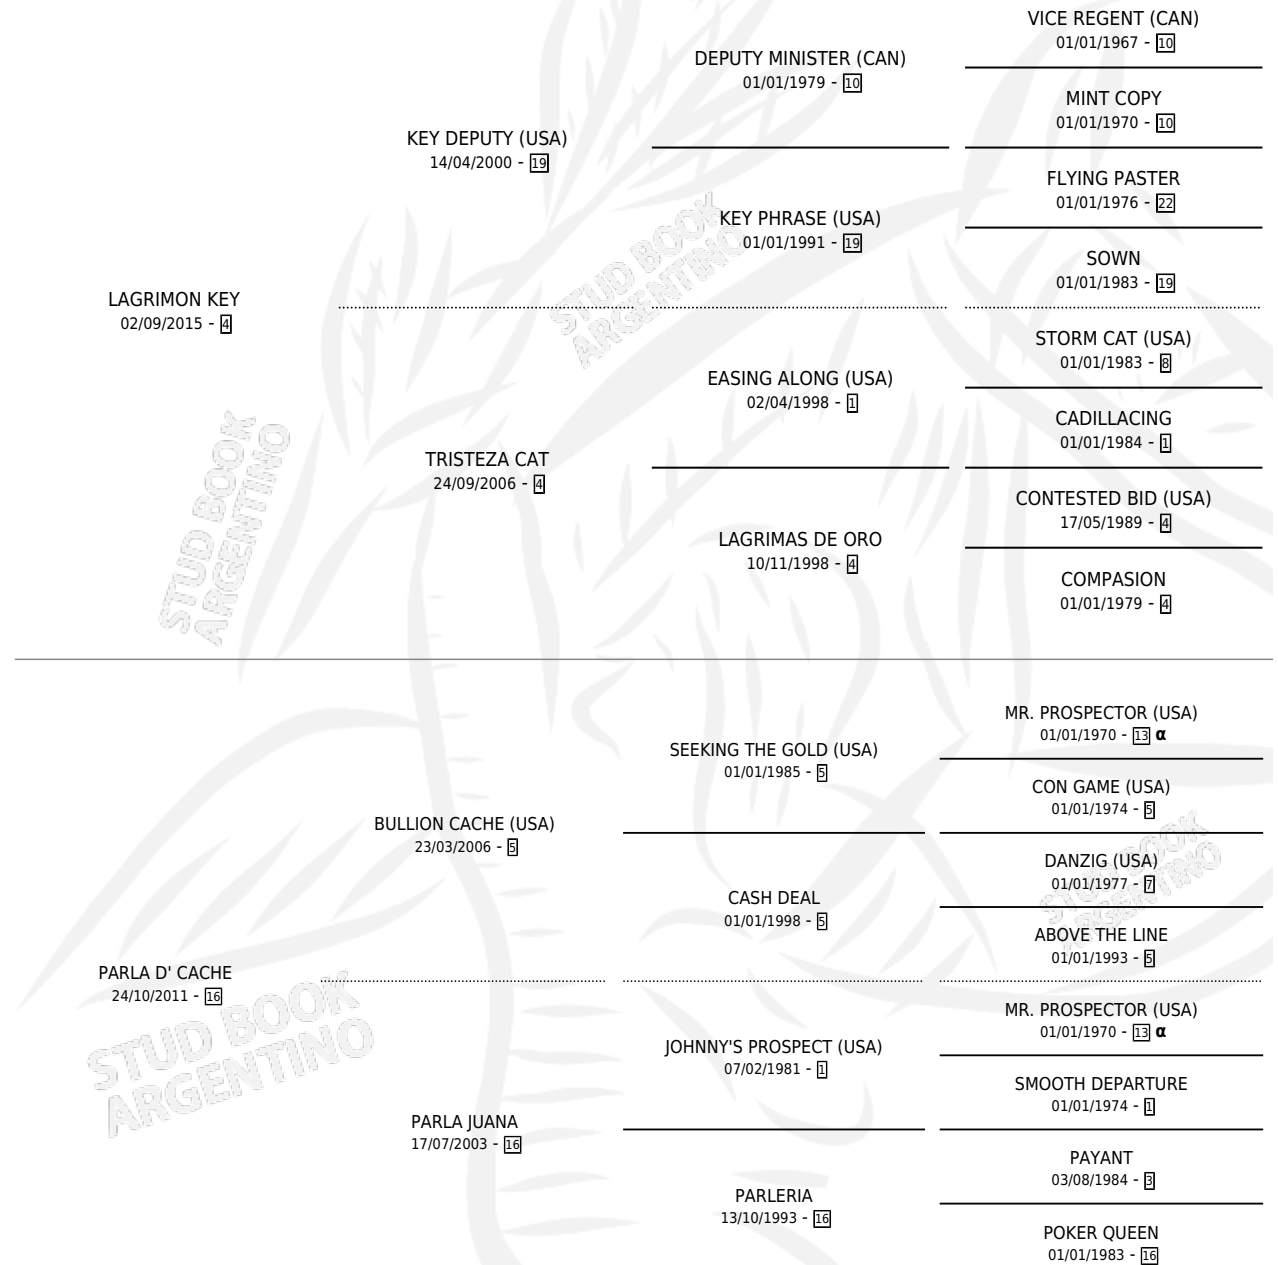 VICE REGENT (CAN)
01/01/1967 - 10
DEPUTY MINISTER (CAN)
01/01/1979 - 10
MINT COPY
01/01/1970 - 10
KEY DEPUTY (USA)
14/04/2000 - 19
FLYING PASTER
01/01/1976 - 22
KEY PHRASE (USA)
01/01/1991 - 19
SOWN
01/01/1983 - 19
LAGRIMON KEY
02/09/2015 - 4
STORM CAT (USA)
01/01/1983 - 8
EASING ALONG (USA)
02/04/1998 - 1
CADILLACING
01/01/1984 - 1
TRISTEZA CAT
24/09/2006 - 4
CONTESTED BID (USA)
17/05/1989 - 4
LAGRIMAS DE ORO
10/11/1998 - 4
COMPASION
01/01/1979 - 4
MR. PROSPECTOR (USA)
01/01/1970 - 13 α
SEEKING THE GOLD (USA)
01/01/1985 - 5
CON GAME (USA)
01/01/1974 - 5
BULLION CACHE (USA)
23/03/2006 - 5
DANZIG (USA)
01/01/1977 - 7
CASH DEAL
01/01/1998 - 5
ABOVE THE LINE
01/01/1993 - 5
PARLA D' CACHE
24/10/2011 - 16
MR. PROSPECTOR (USA)
01/01/1970 - 13 α
JOHNNY'S PROSPECT (USA)
07/02/1981 - 1
SMOOTH DEPARTURE
01/01/1974 - 1
PARLA JUANA
17/07/2003 - 16
PAYANT
03/08/1984 - 3
PARLERIA
13/10/1993 - 16
POKER QUEEN
01/01/1983 - 16
STUD BOOK
ARGENTINO
STUD BOOK
ARGENTINO
STUD BOOK
ARGENTINO
STUD BOOK
ARGENTINO